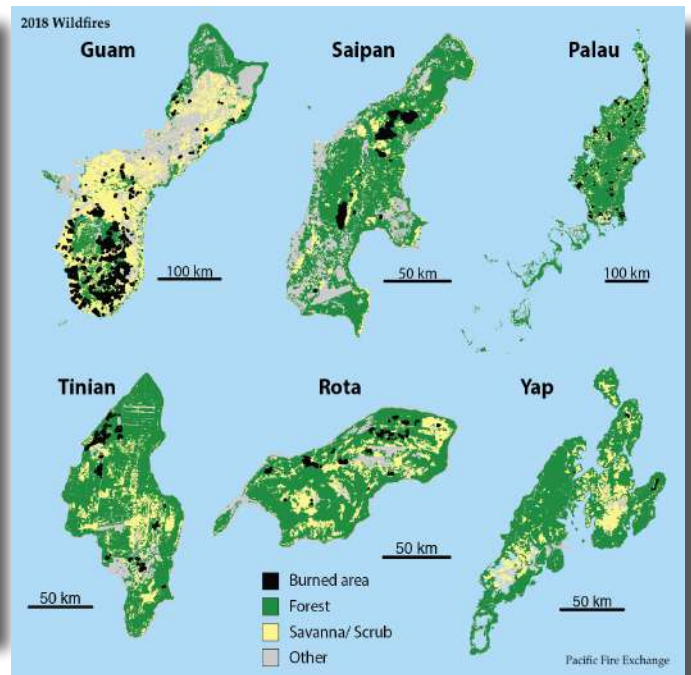 2018 Wildfires
Guam
Saipan
Palau
100 km
50 km
100 km
Tinian
Rota
Yap
50 km
50 km
50 km
Burned area
Forest
Savanna/ Scrub
Other
Pacific Fire Exchange